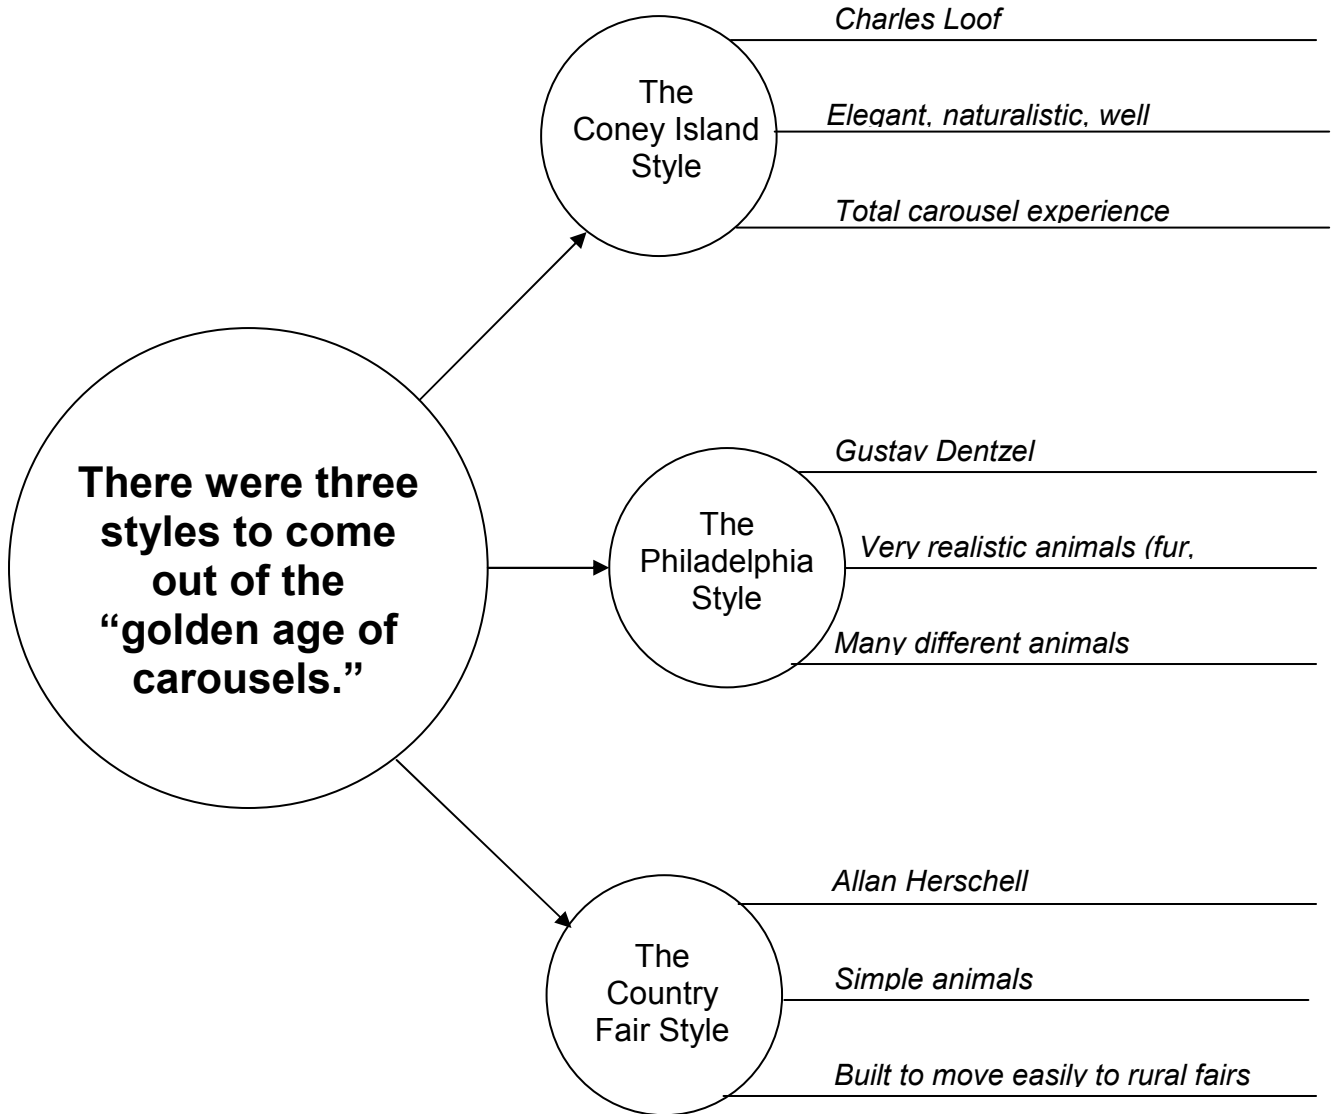 There were three
styles to come
out of the
“golden age of
carousels.”
The
Coney Island
Style
Charles Loof
Elegant, naturalistic, well
Total carousel experience
The
Philadelphia
Style
Gustav Dentzel
Very realistic animals (fur,
Many different animals
The
Country
Fair Style
Allan Herschell
Simple animals
Built to move easily to rural fairs